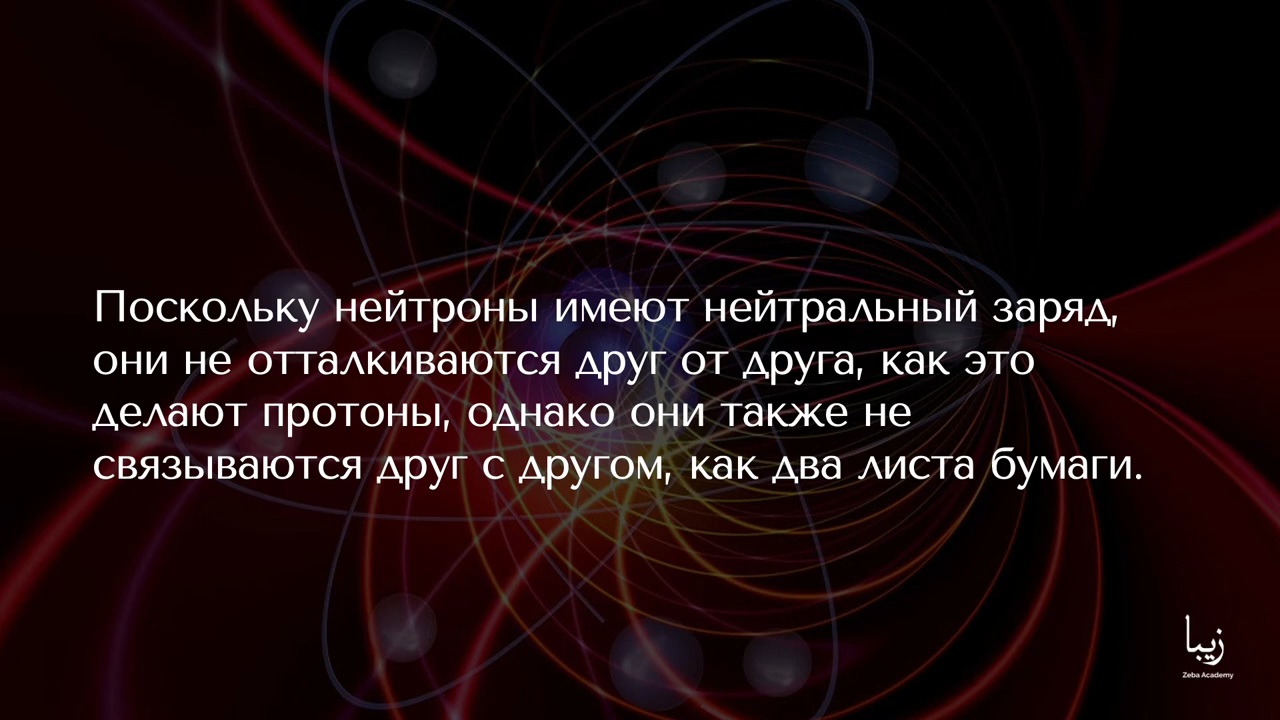 Поскольку нейтроны имеют нейтральный заряд,
они не отталкиваются друг от друга, как это
делают протоны, однако они также не
связываются друг с другом, как два листа бумаги.
زيبا
Zeba Academy